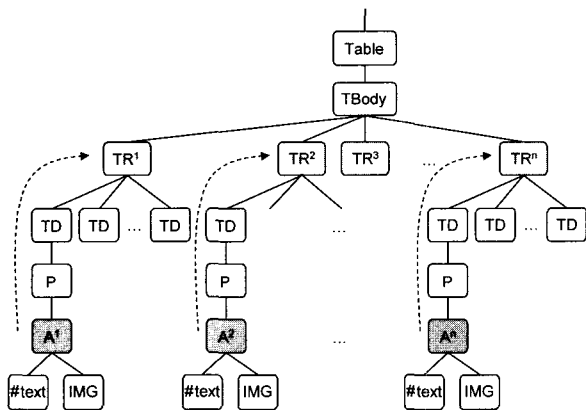 Table
TBody
TR¹ TR² TR³ ... TRⁿ
TD TD ... TD TD ... TD TD ... TD
P P P
A¹ A² ... Aⁿ
#text IMG #text IMG #text IMG